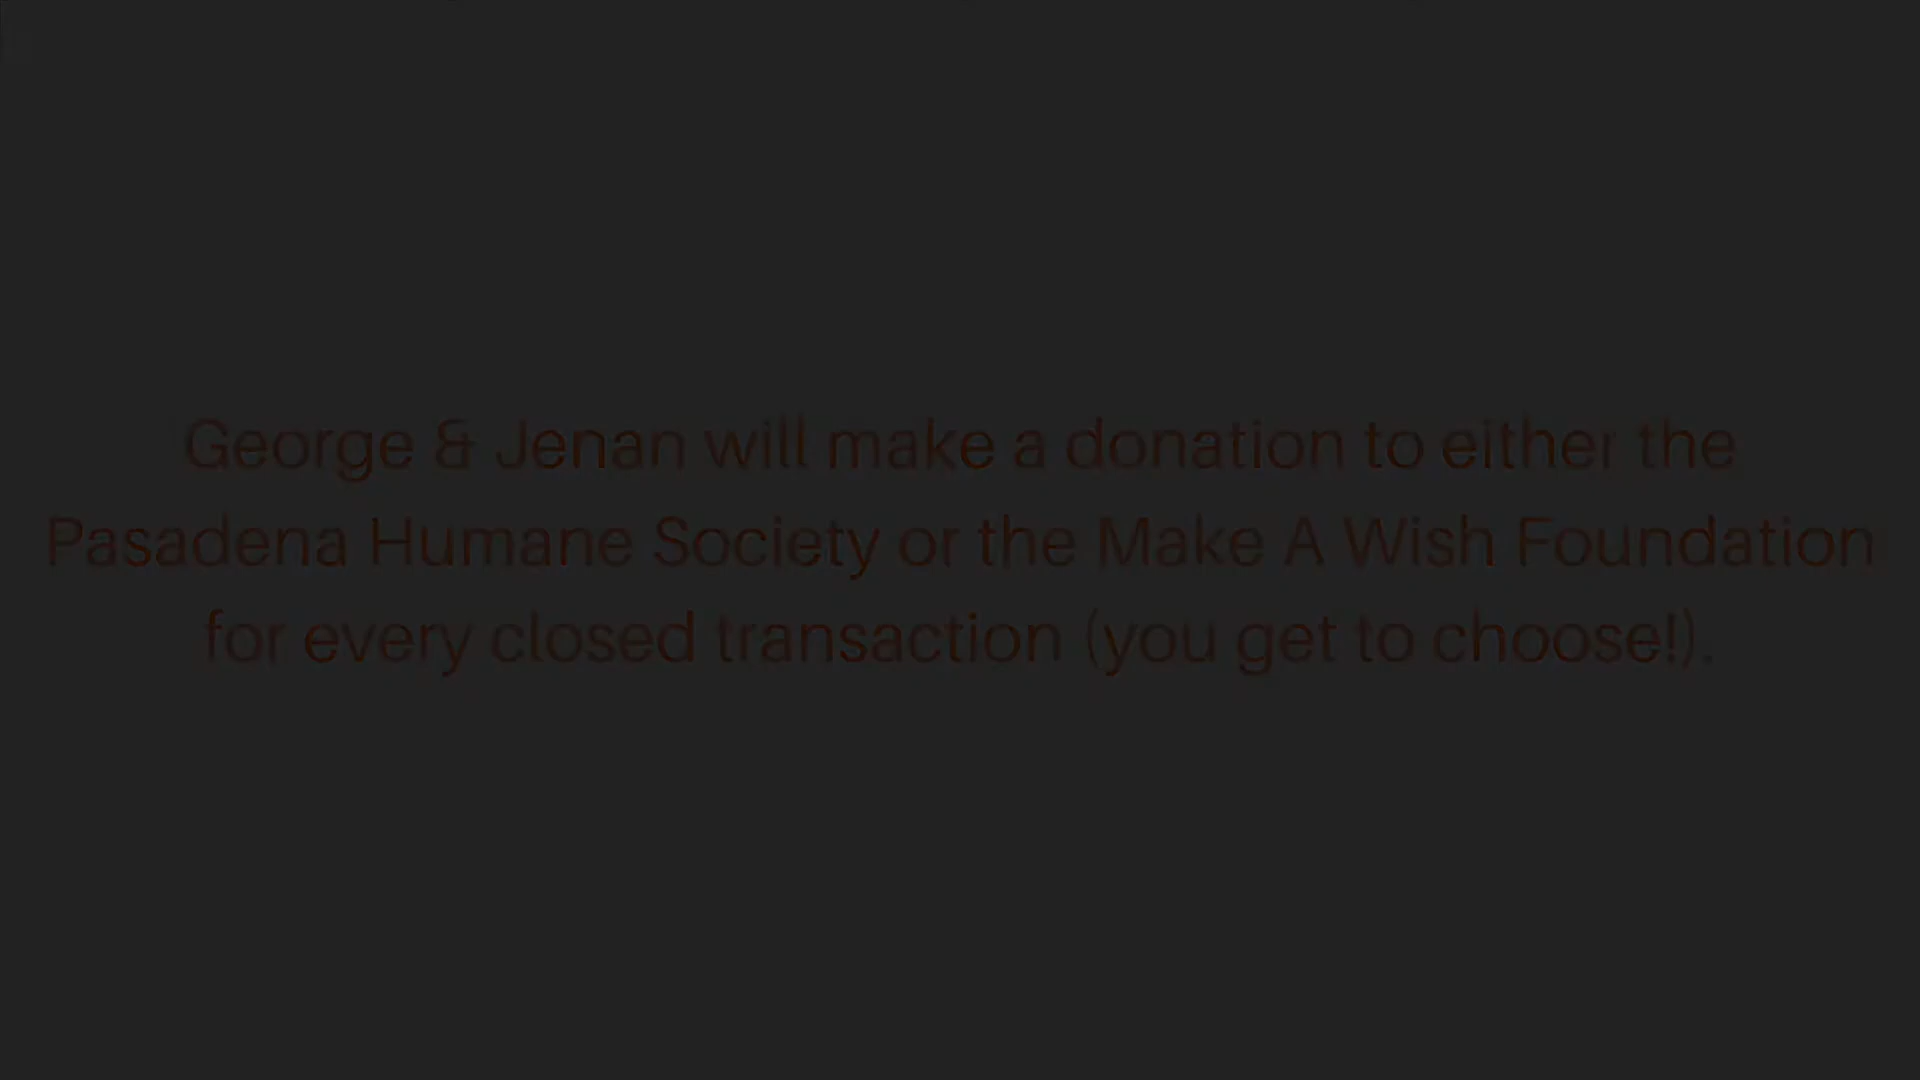 George & Jenan will make a donation to either the
Pasadena Humane Society or the Make A Wish Foundation
for every closed transaction (you get to choose!).